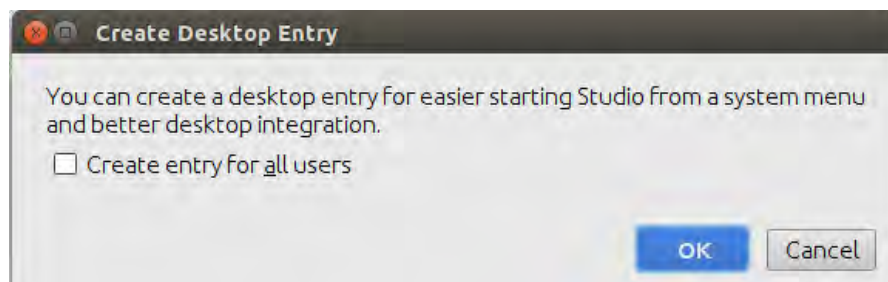 Create Desktop Entry
You can create a desktop entry for easier starting Studio from a system menu
and better desktop integration.
Create entry for all users
OK Cancel